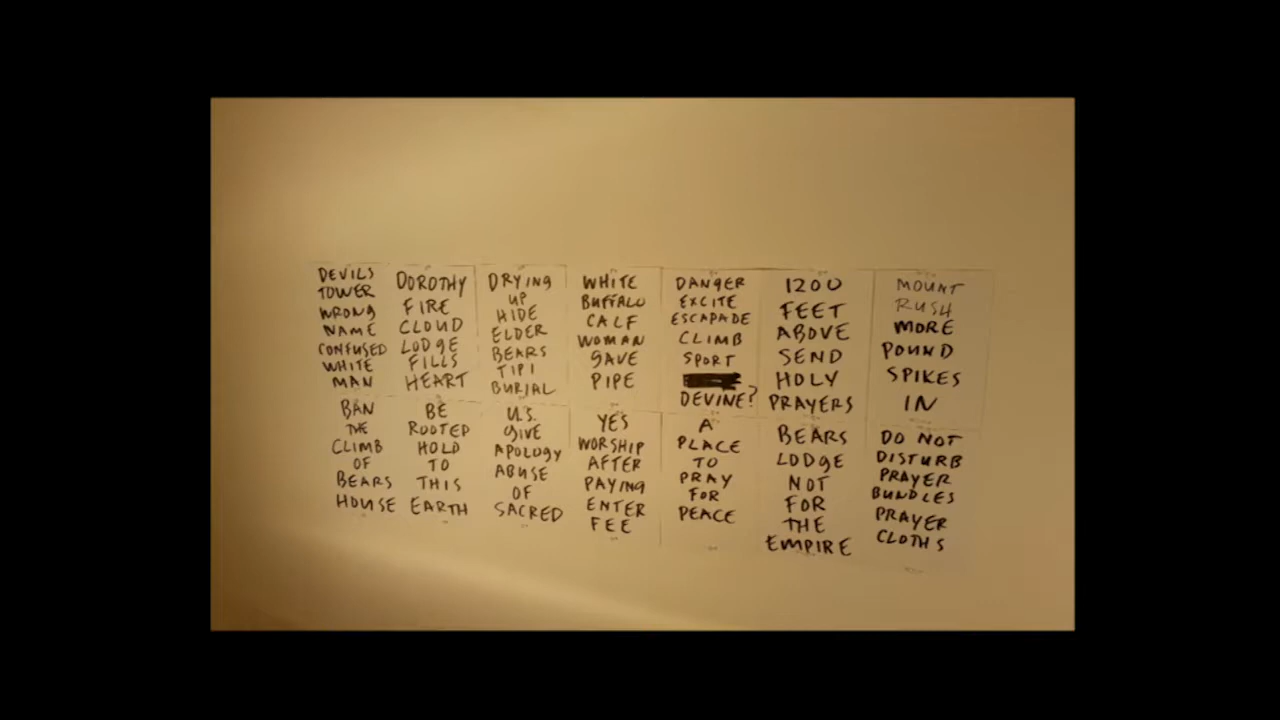 DEVILS
TOWER
WRONG
NAME
CONFUSED
WHITE
MAN
DOROTHY
FIRE
CLOUD
LODGE
FILLS
HEART
DRYING
UP
HIDE
ELDER
BEARS
TIPI
BURIAL
WHITE
BUFFALO
CALF
WOMAN
GAVE
PIPE
DANGER
EXCITE
ESCAPADE
CLIMB
SPORT
DEVINE?
1200
FEET
ABOVE
SEND
HOLY
PRAYERS
MOUNT
RUSH
MORE
POUND
SPIKES
IN
BAN
THE
CLIMB
OF
BEARS
HOUSE
BE
ROOTED
HOLD
TO
THIS
EARTH
U.S.
GIVE
APOLOGY
ABUSE
OF
SACRED
YES
WORSHIP
AFTER
PAYING
ENTER
FEE
A
PLACE
TO
PRAY
FOR
PEACE
BEARS
LODGE
NOT
FOR
THE
EMPIRE
DO NOT
DISTURB
PRAYER
BUNDLES
PRAYER
CLOTHS